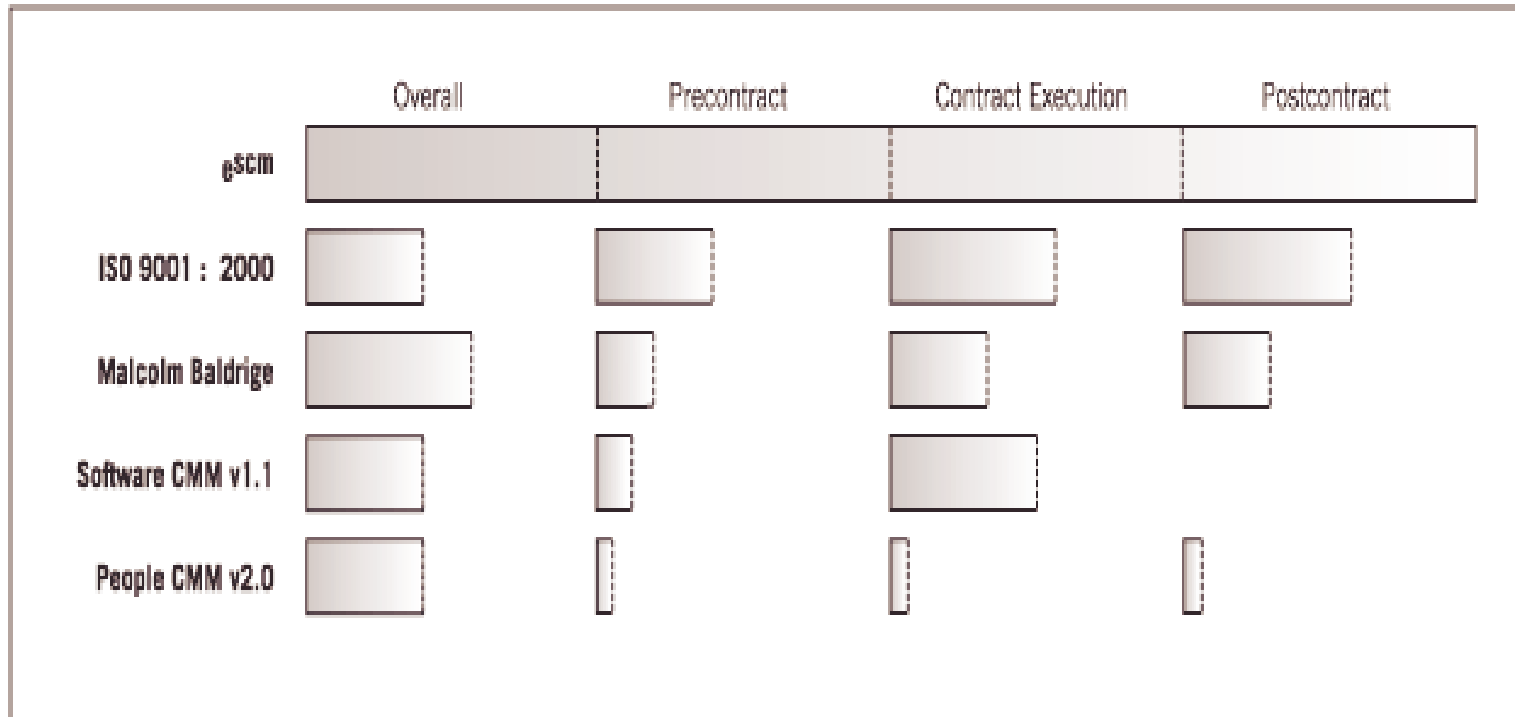 Overall Precontract Contract Execution Postcontract
escm
ISO 9001 : 2000
Malcolm Baldrige
Software CMM v1.1
People CMM v2.0